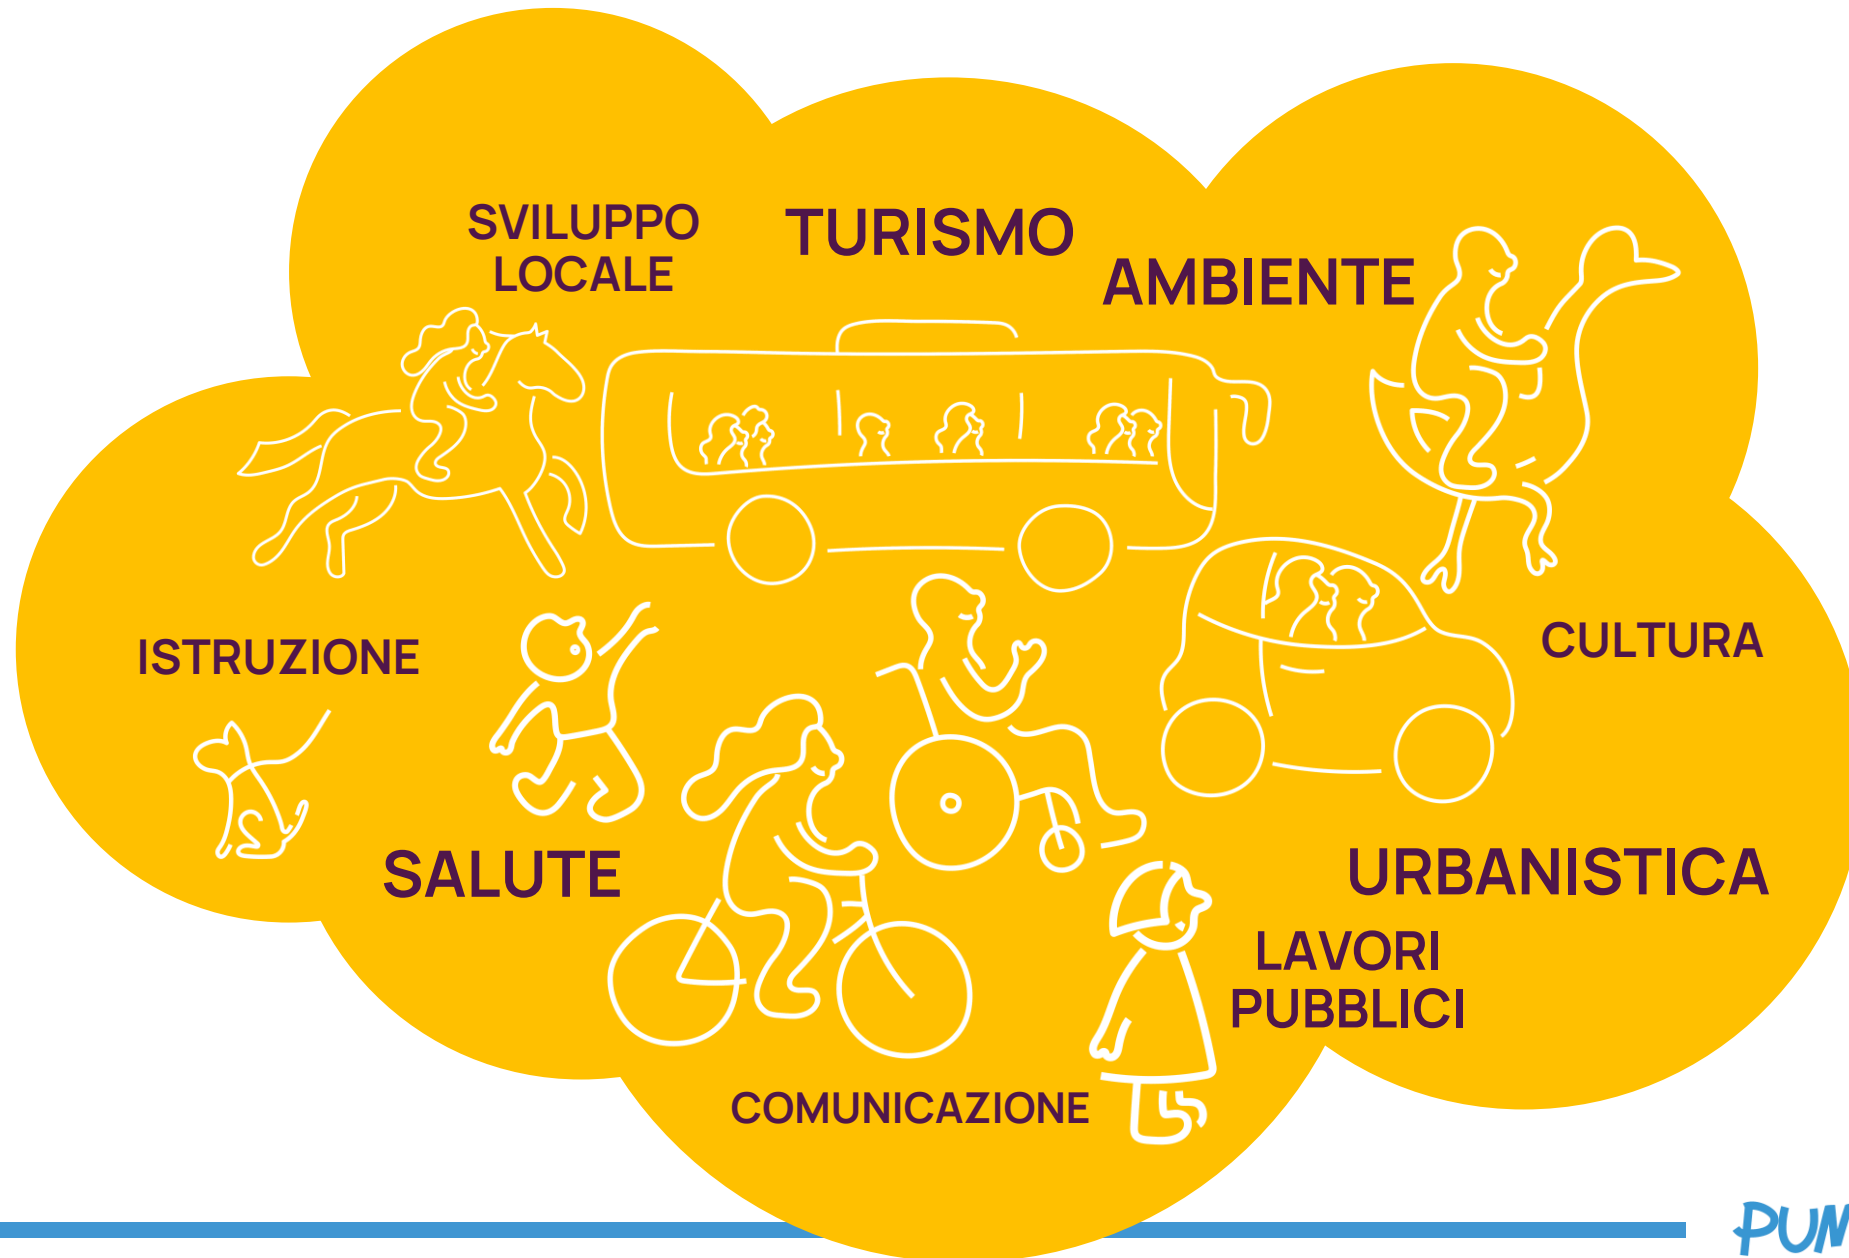 SVILUPPO
LOCALE
TURISMO
AMBIENTE
ISTRUZIONE
CULTURA
SALUTE
URBANISTICA
LAVORI
PUBBLICI
COMUNICAZIONE